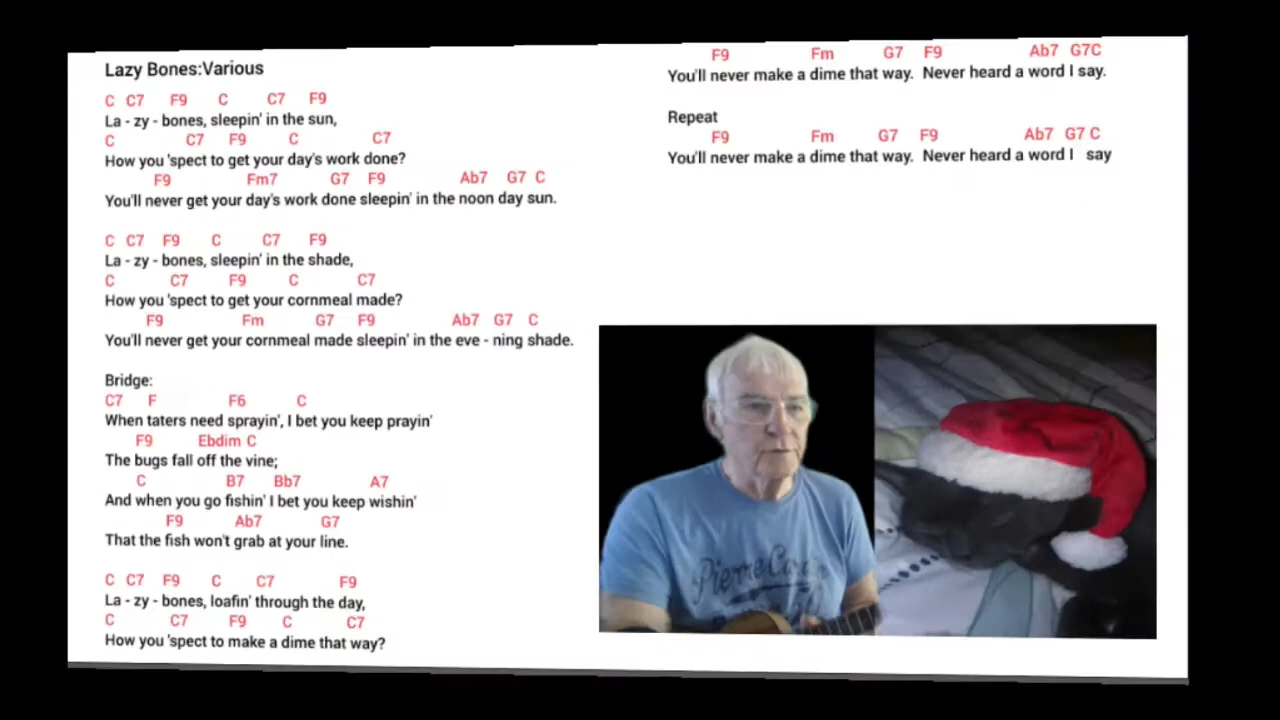 Lazy Bones:Various
C C7 F9 C C7 F9
La - zy - bones, sleepin' in the sun,
C C7 F9 C C7
How you 'spect to get your day's work done?
F9 Fm7 G7 F9 Ab7 G7 C
You'll never get your day's work done sleepin' in the noon day sun.
C C7 F9 C C7 F9
La - zy - bones, sleepin' in the shade,
C C7 F9 C C7
How you 'spect to get your cornmeal made?
F9 Fm G7 F9 Ab7 G7 C
You'll never get your cornmeal made sleepin' in the eve - ning shade.
Bridge:
C7 F F6 C
When taters need sprayin', I bet you keep prayin'
F9 Ebdim C
The bugs fall off the vine;
C B7 Bb7 A7
And when you go fishin' I bet you keep wishin'
F9 Ab7 G7
That the fish won't grab at your line.
C C7 F9 C C7 F9
La - zy - bones, loafin' through the day,
C C7 F9 C C7
How you 'spect to make a dime that way?
F9 Fm G7 F9 Ab7 G7C
You'll never make a dime that way. Never heard a word I say.
Repeat
F9 Fm G7 F9 Ab7 G7 C
You'll never make a dime that way. Never heard a word I say
Pierre Car